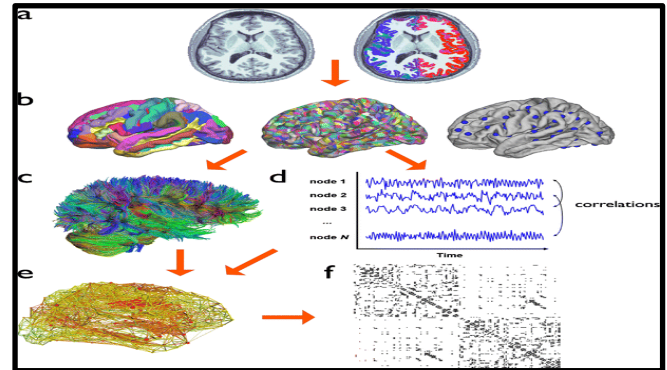 a
b
c
d
node 1
node 2
node 3
...
node N
correlations
Time
e
f